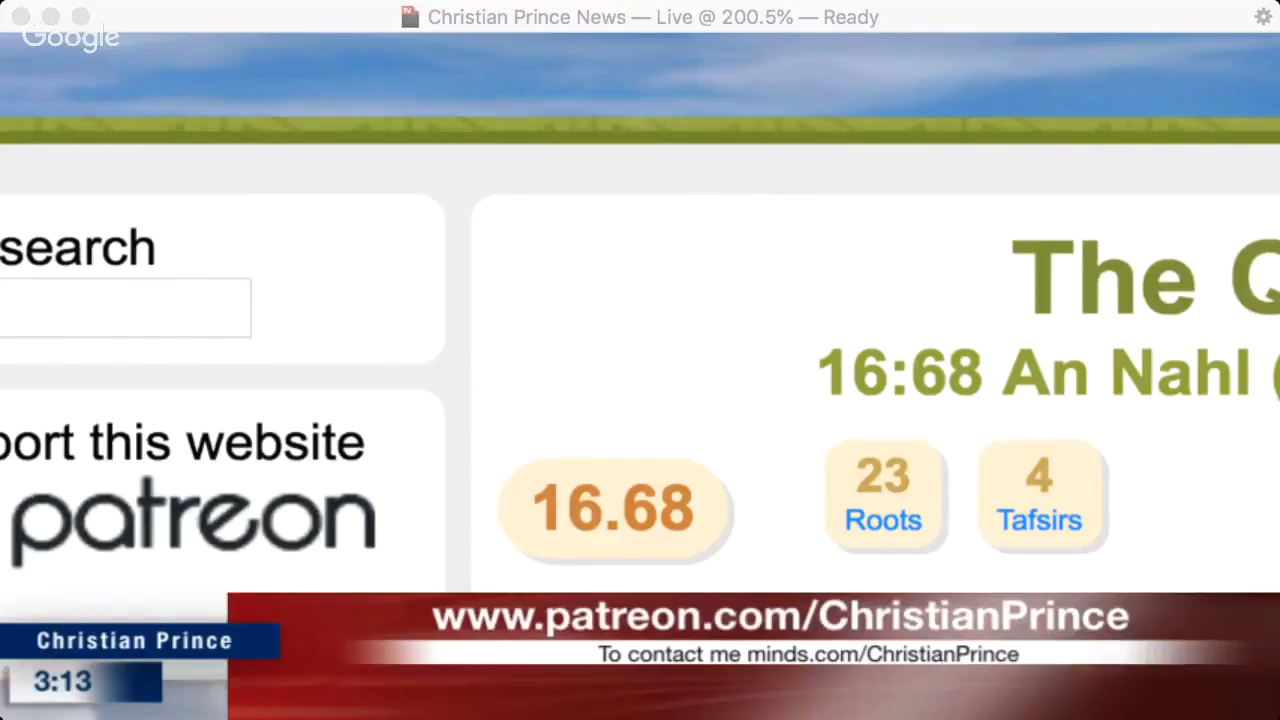 Christian Prince News — Live @ 200.5% — Ready
Google
search
The Q
16:68 An Nahl (
port this website
patreon
16.68
23
Roots
4
Tafsirs
www.patreon.com/ChristianPrince
To contact me minds.com/ChristianPrince
Christian Prince
3:13